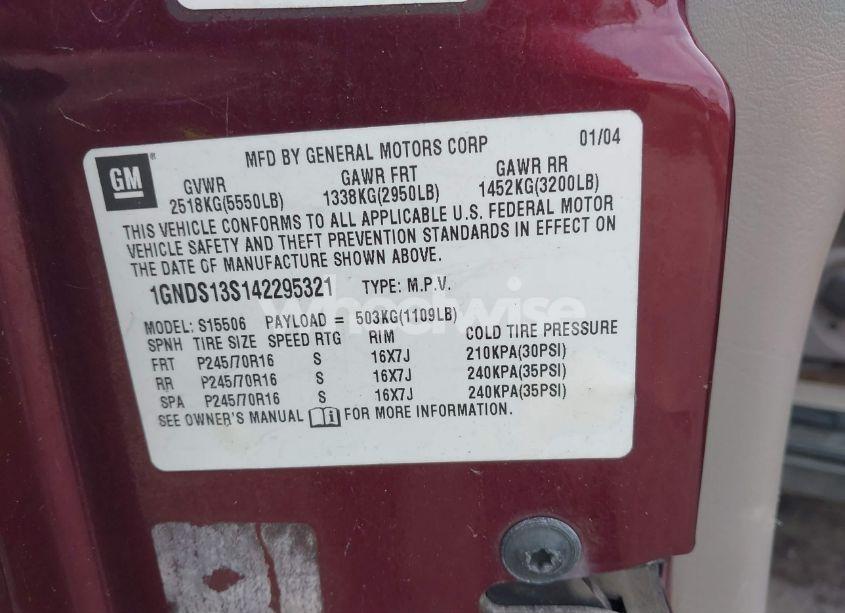 GM
MFD BY GENERAL MOTORS CORP 01/04
GVWR GAWR FRT GAWR RR
2518KG(5550LB) 1338KG(2950LB) 1452KG(3200LB)
THIS VEHICLE CONFORMS TO ALL APPLICABLE U.S. FEDERAL MOTOR
VEHICLE SAFETY AND THEFT PREVENTION STANDARDS IN EFFECT ON
THE DATE OF MANUFACTURE SHOWN ABOVE.
1GNDS13S142295321 TYPE: M.P.V.
Wheelwise
MODEL: S15506 PAYLOAD = 503KG(1109LB)
SPNH TIRE SIZE SPEED RTG RIM COLD TIRE PRESSURE
FRT P245/70R16 S 16X7J 210KPA(30PSI)
RR P245/70R16 S 16X7J 240KPA(35PSI)
SPA P245/70R16 S 16X7J 240KPA(35PSI)
SEE OWNER'S MANUAL FOR MORE INFORMATION.